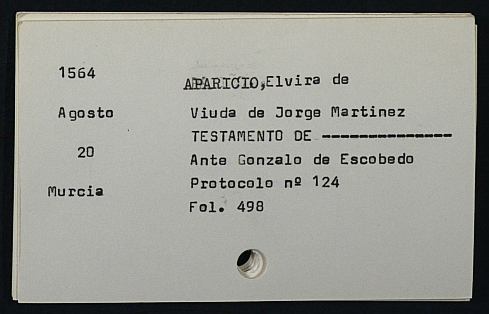 1564
APARICIO, Elvira de
Agosto
Viuda de Jorge Martinez
TESTAMENTO DE --------------
20
Ante Gonzalo de Escobedo
Murcia
Protocolo nº 124
Fol. 498